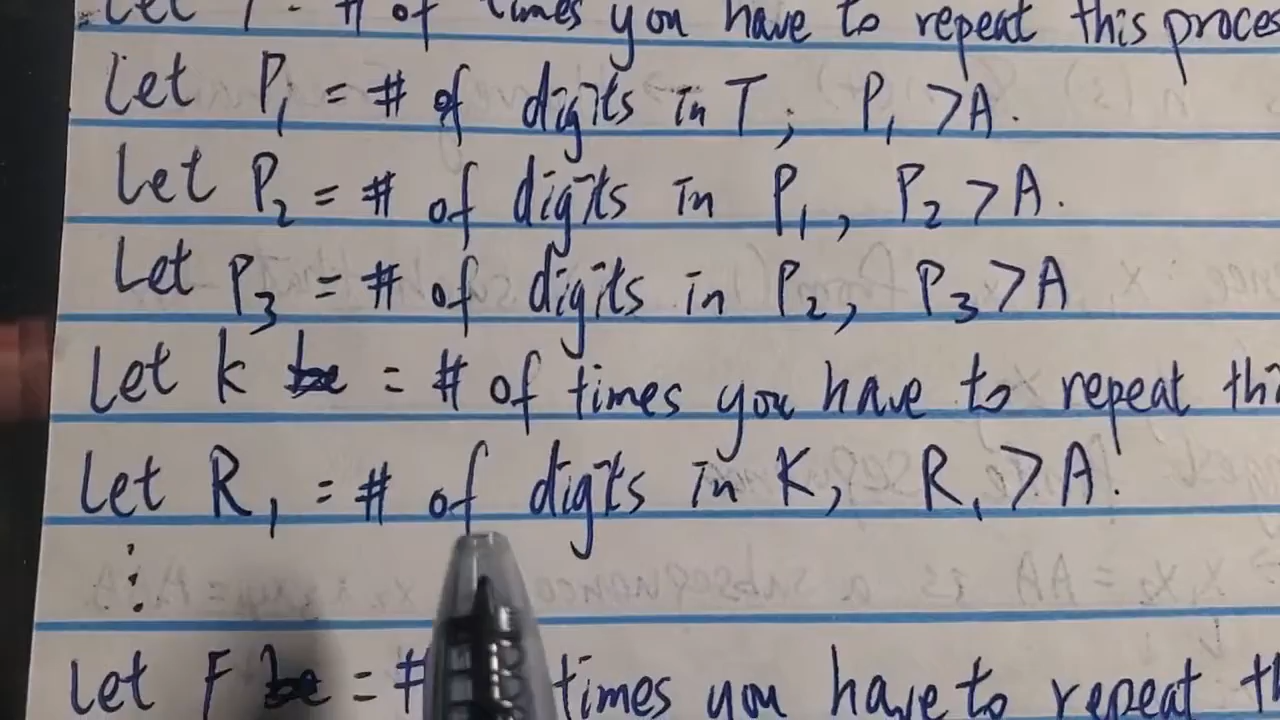 Let T = # of times you have to repeat this proces
Let P₁ = # of digits in T; P₁ > A.
Let P₂ = # of digits in P₁, P₂ > A.
Let P₃ = # of digits in P₂, P₃ > A
Let k = # of times you have to repeat thi
Let R₁ = # of digits in K, R₁ > A.
⋮
Let F = # times you have to repeat th